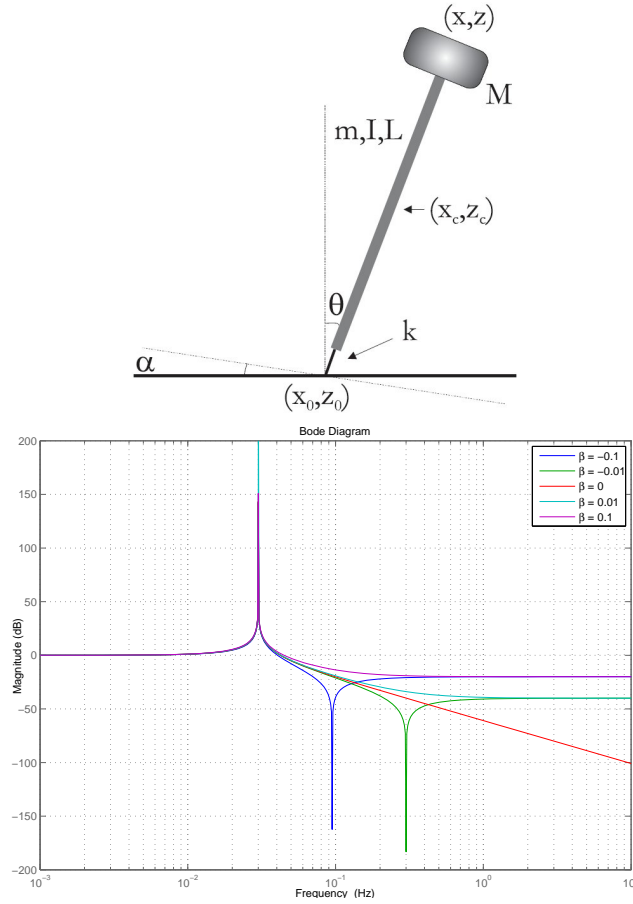 (x,z)
M
m,I,L
(x_c,z_c)
θ
k
α
(x_0,z_0)
Bode Diagram
200
150
100
50
0
−50
−100
−150
−200
Magnitude (dB)
β = −0.1
β = −0.01
β = 0
β = 0.01
β = 0.1
10^−3
10^−2
10^−1
10^0
10
Frequency (Hz)